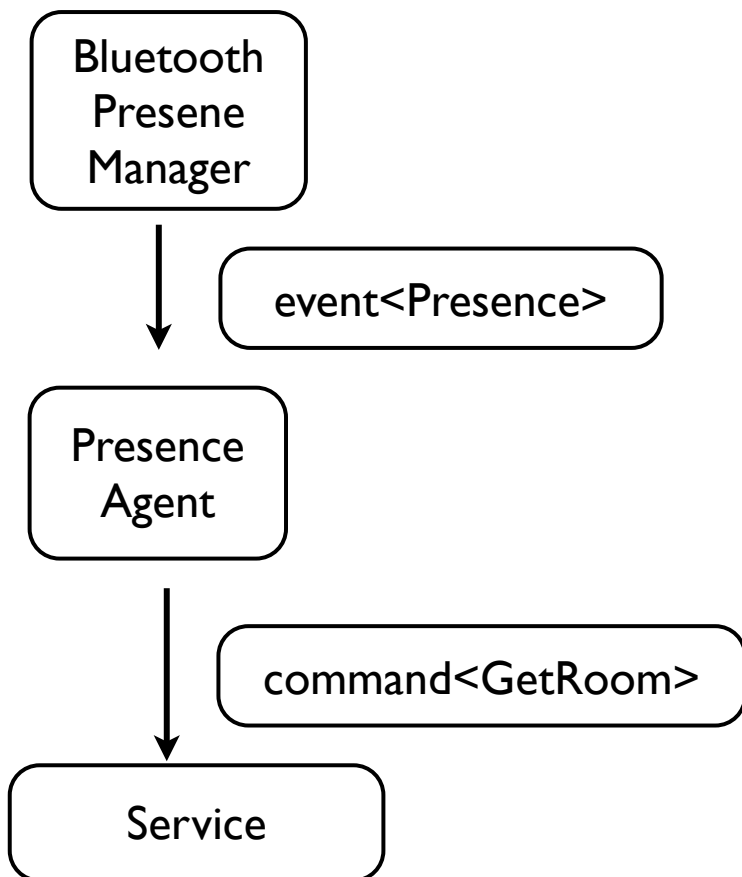 Bluetooth
Presene
Manager
event<Presence>
Presence
Agent
command<GetRoom>
Service